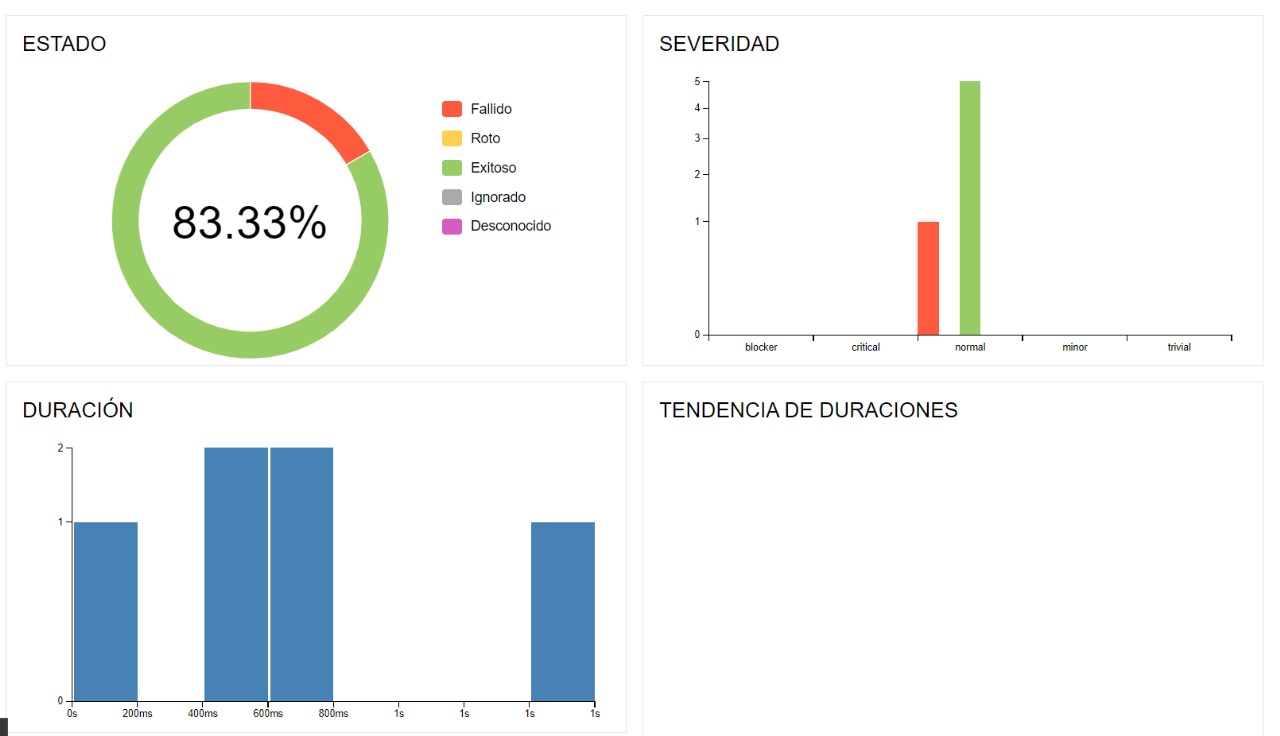 ESTADO
83.33%
Fallido
Roto
Exitoso
Ignorado
Desconocido
SEVERIDAD
5
4
3
2
1
0
blocker critical normal minor trivial
DURACIÓN
2
1
0
0s 200ms 400ms 600ms 800ms 1s 1s 1s 1s
TENDENCIA DE DURACIONES